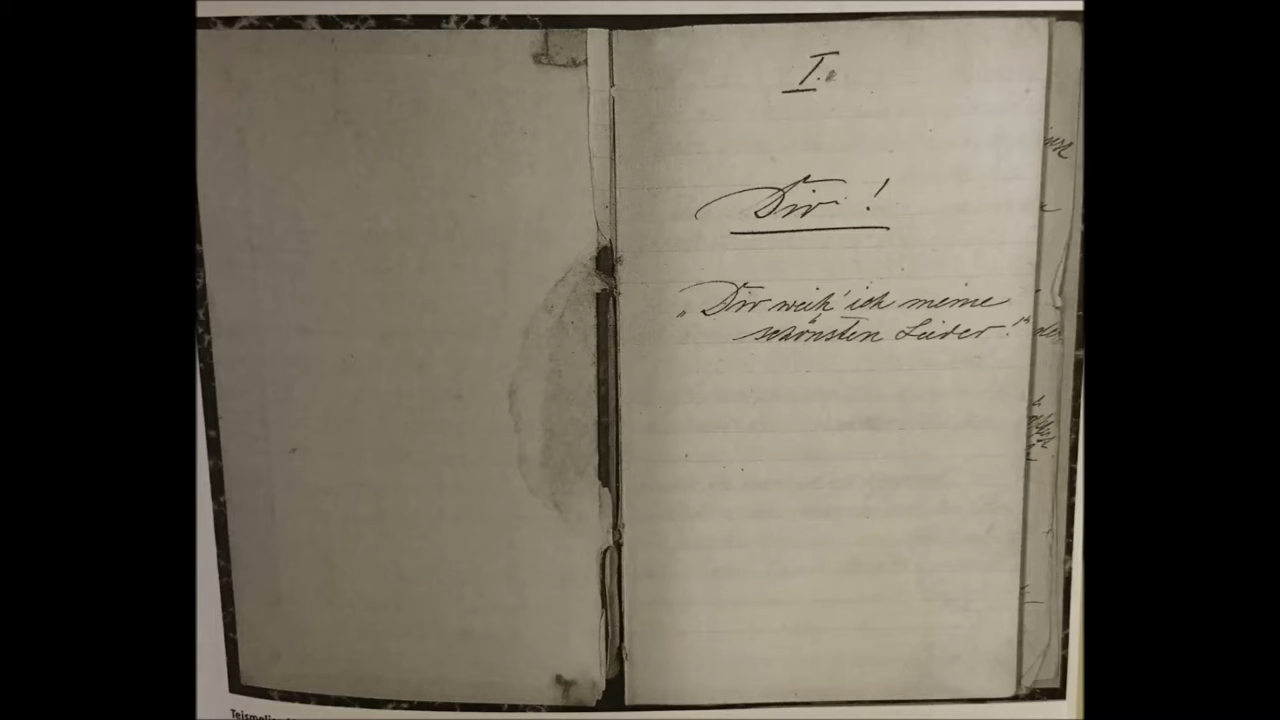 I.
Dir!
„Dir weih' ich meine
schönsten Lieder!"